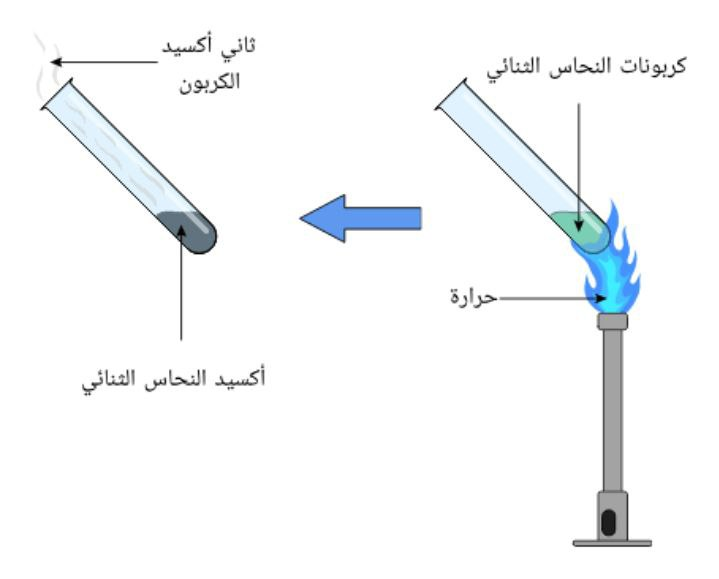 كربونات النحاس الثنائي
حرارة
ثاني أكسيد
الكربون
أكسيد النحاس الثنائي